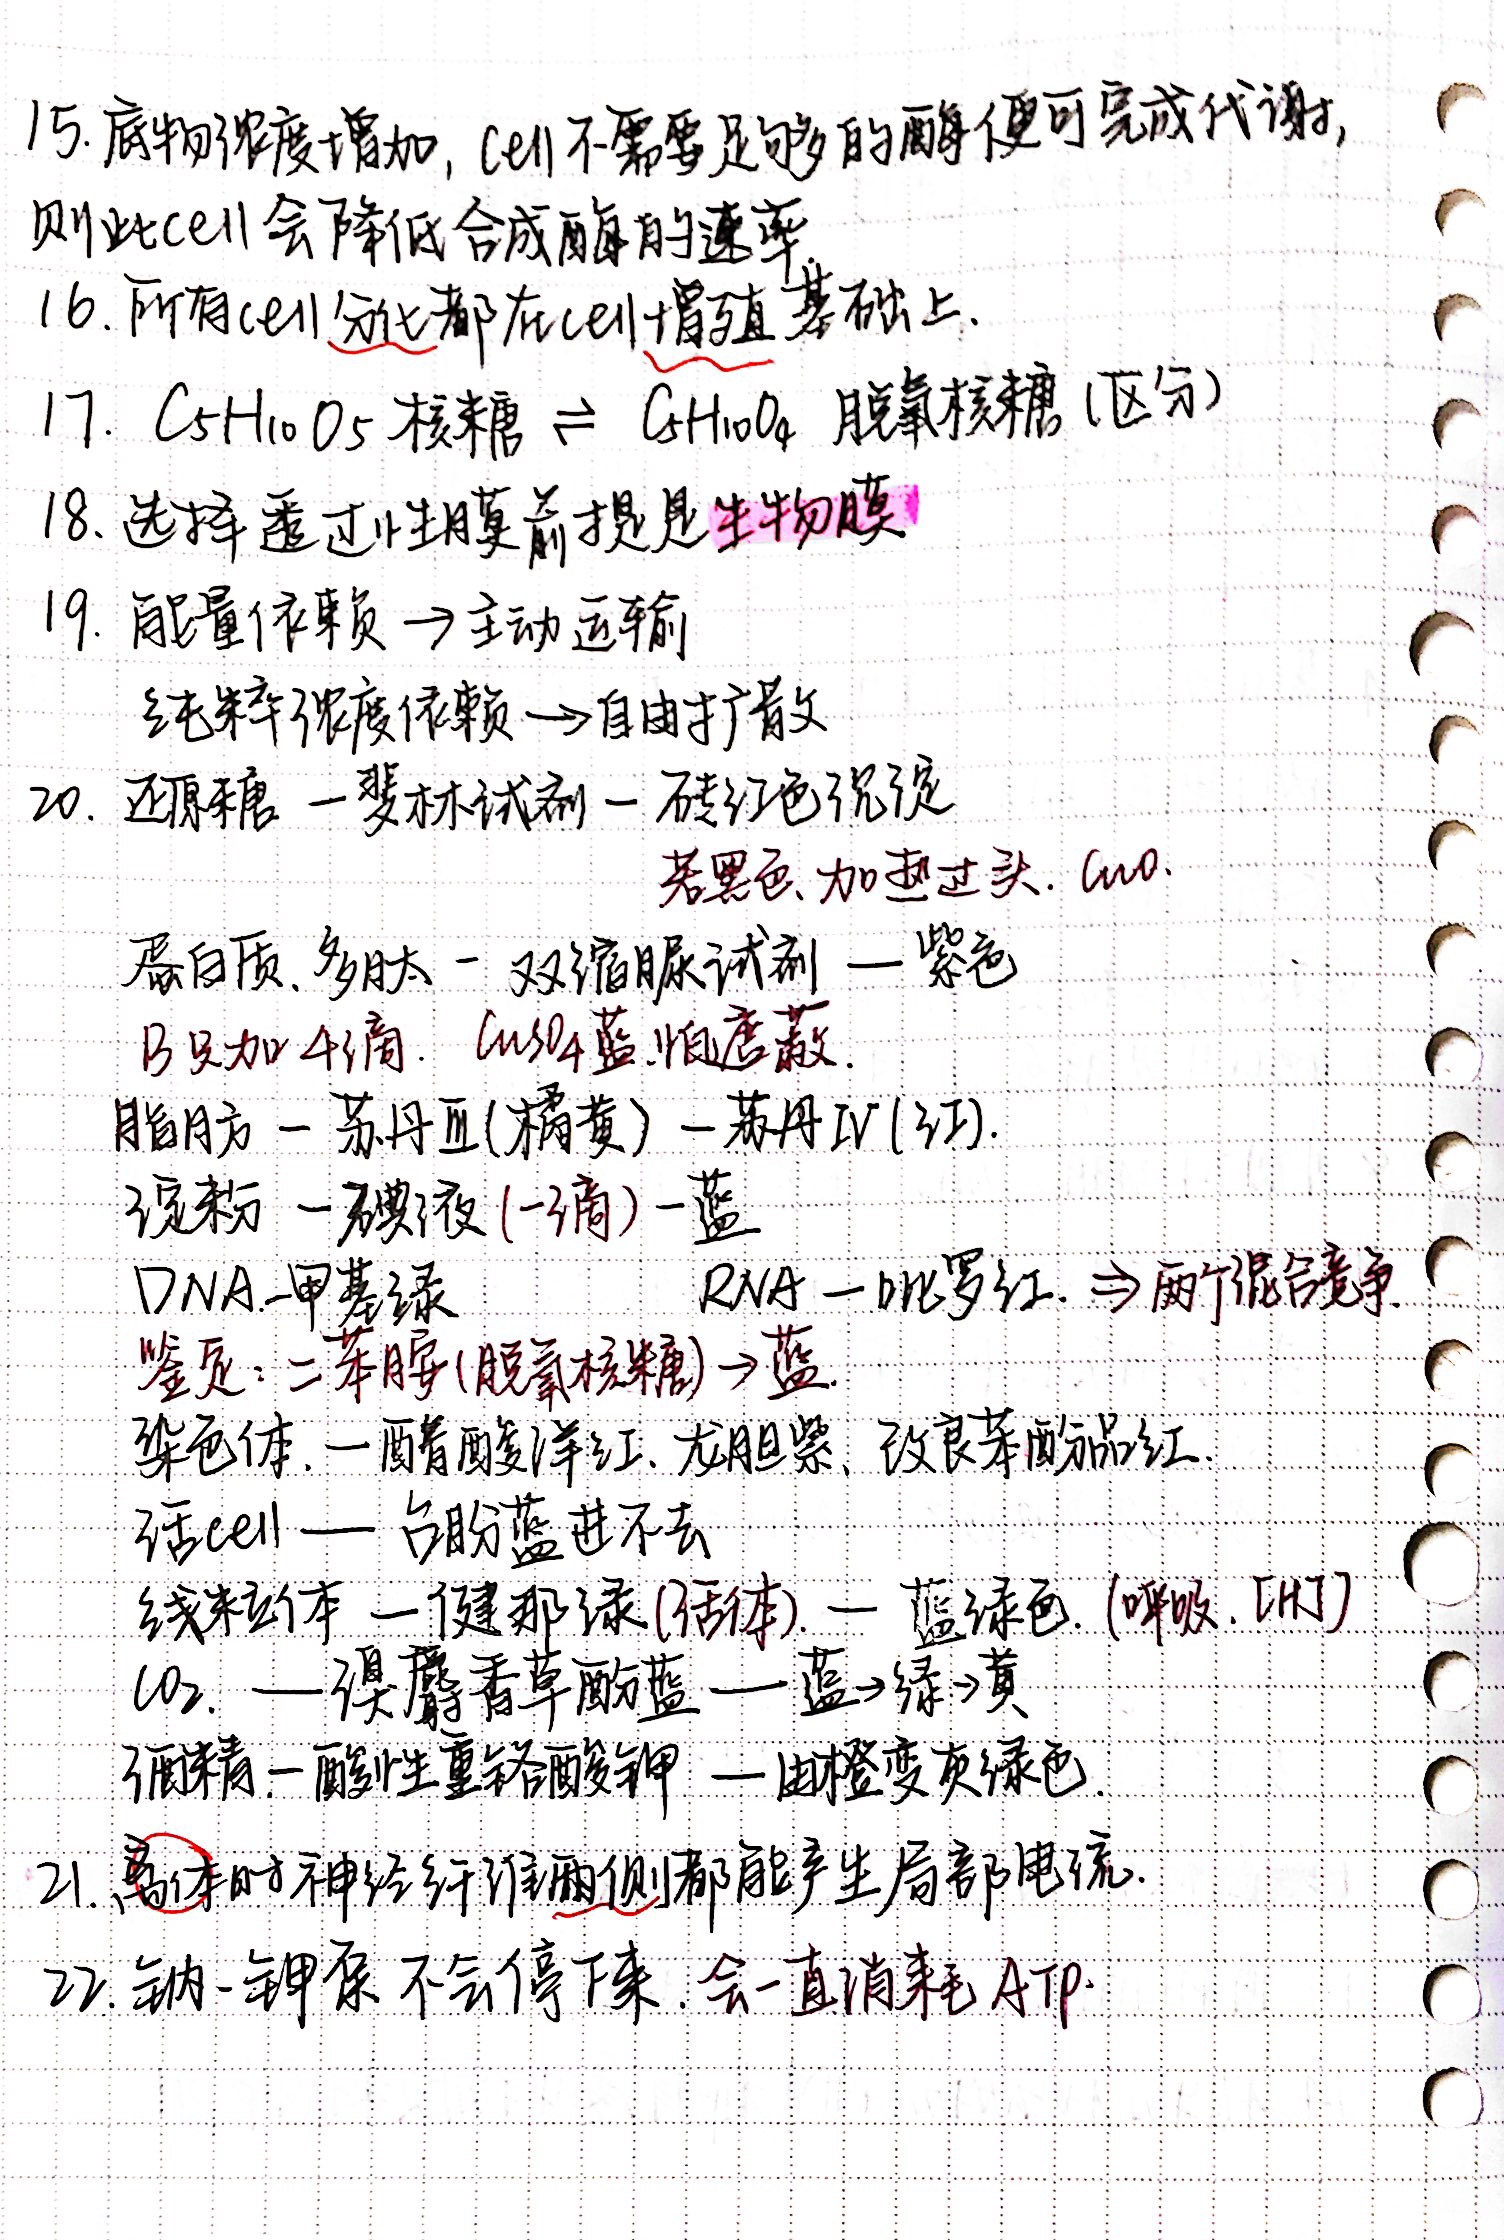 15. 底物浓度增加, cell不需要足够多的酶便可完成代谢,
则此cell会降低合成酶的速率.
16. 所有cell分化都在cell增殖基础上.
17. C₅H₁₀O₅ 核糖 ⇌ C₅H₁₀O₄ 脱氧核糖 (区分)
18. 选择透过性膜前提是生物膜
19. 能量依赖 → 主动运输
纯粹浓度依赖 → 自由扩散
20. 还原糖 — 斐林试剂 — 砖红色沉淀
若黑色、加热过头. CuO.
蛋白质、多肽 — 双缩脲试剂 — 紫色
B只加4滴. CuSO₄蓝.怕遮蔽.
脂肪 — 苏丹Ⅲ(橘黄) — 苏丹Ⅳ(红).
淀粉 — 碘液(一滴) — 蓝
DNA — 甲基绿 RNA — 吡罗红. ⇒ 两个混合竞争.
鉴定: 二苯胺(脱氧核糖) → 蓝.
染色体. — 醋酸洋红、龙胆紫、改良苯酚品红.
活cell — 台盼蓝进不去
线粒体 — 健那绿(活体). — 蓝绿色. (呼吸. [H])
CO₂. — 溴麝香草酚蓝 — 蓝→绿→黄
酒精 — 酸性重铬酸钾 — 由橙变灰绿色.
21. 离体时神经纤维两侧都能产生局部电流.
22. 钠-钾泵不会停下来. 会一直消耗ATP.